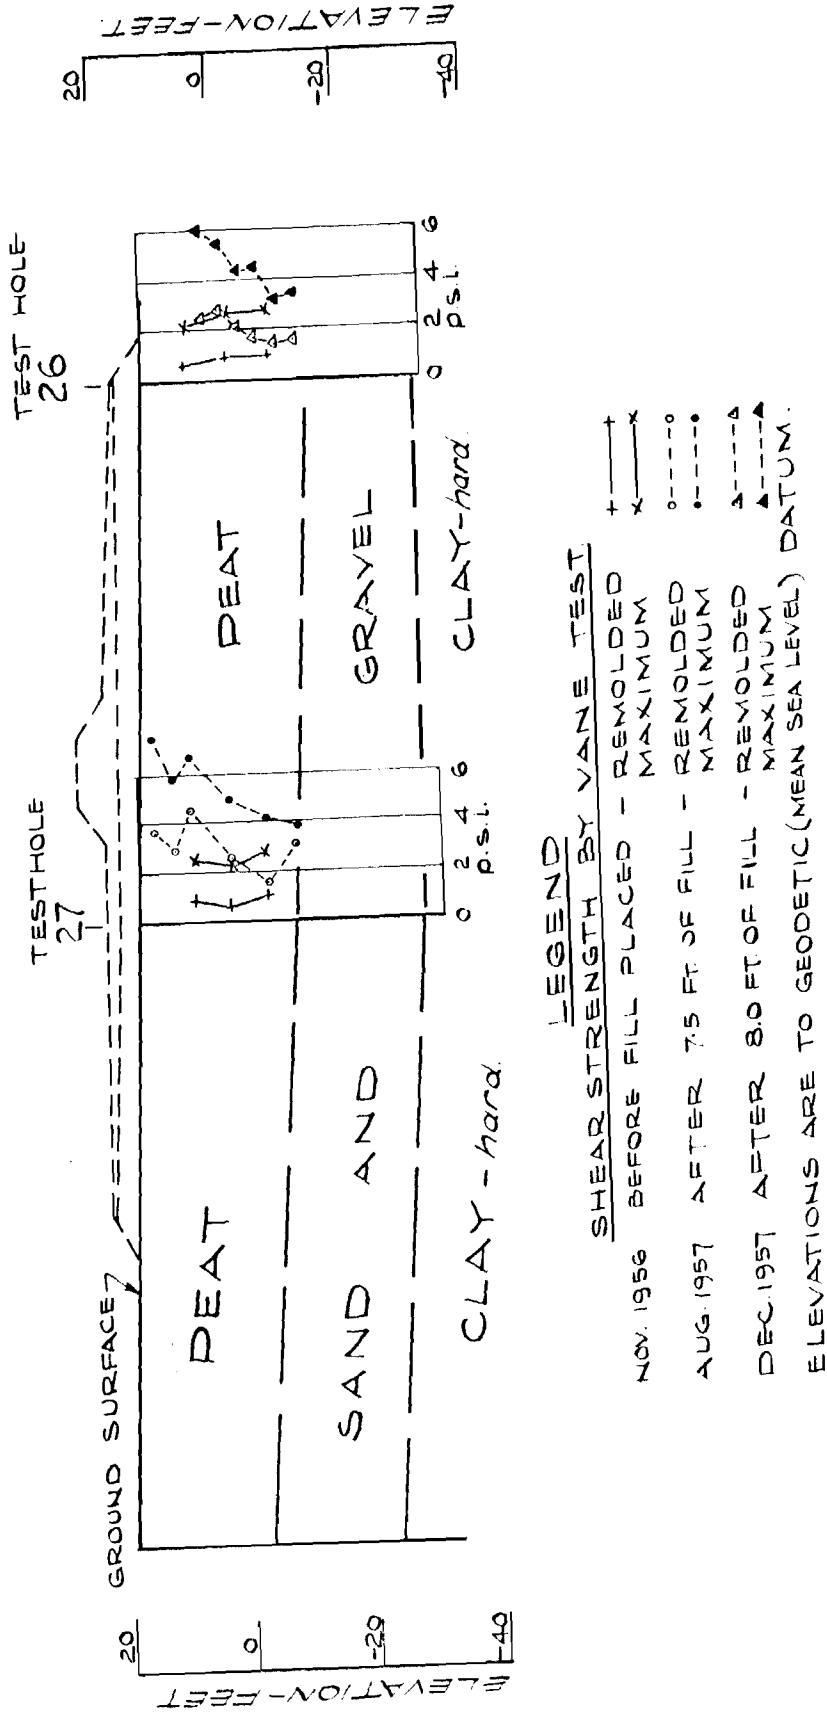 TEST HOLE
26
TESTHOLE
27
GROUND SURFACE
ELEVATION-FEET
20
0
-20
-40
ELEVATION-FEET
20
0
-20
-40
PEAT
PEAT
SAND AND GRAVEL
CLAY-hard.
CLAY-hard.
0 2 4 6
p.s.i.
0 2 4 6
p.s.i.
LEGEND
SHEAR STRENGTH BY VANE TEST
NOV. 1956 BEFORE FILL PLACED - REMOLDED
MAXIMUM
AUG. 1957 AFTER 7.5 FT. OF FILL - REMOLDED
MAXIMUM
DEC. 1957 AFTER 8.0 FT. OF FILL - REMOLDED
MAXIMUM
ELEVATIONS ARE TO GEODETIC (MEAN SEA LEVEL) DATUM.